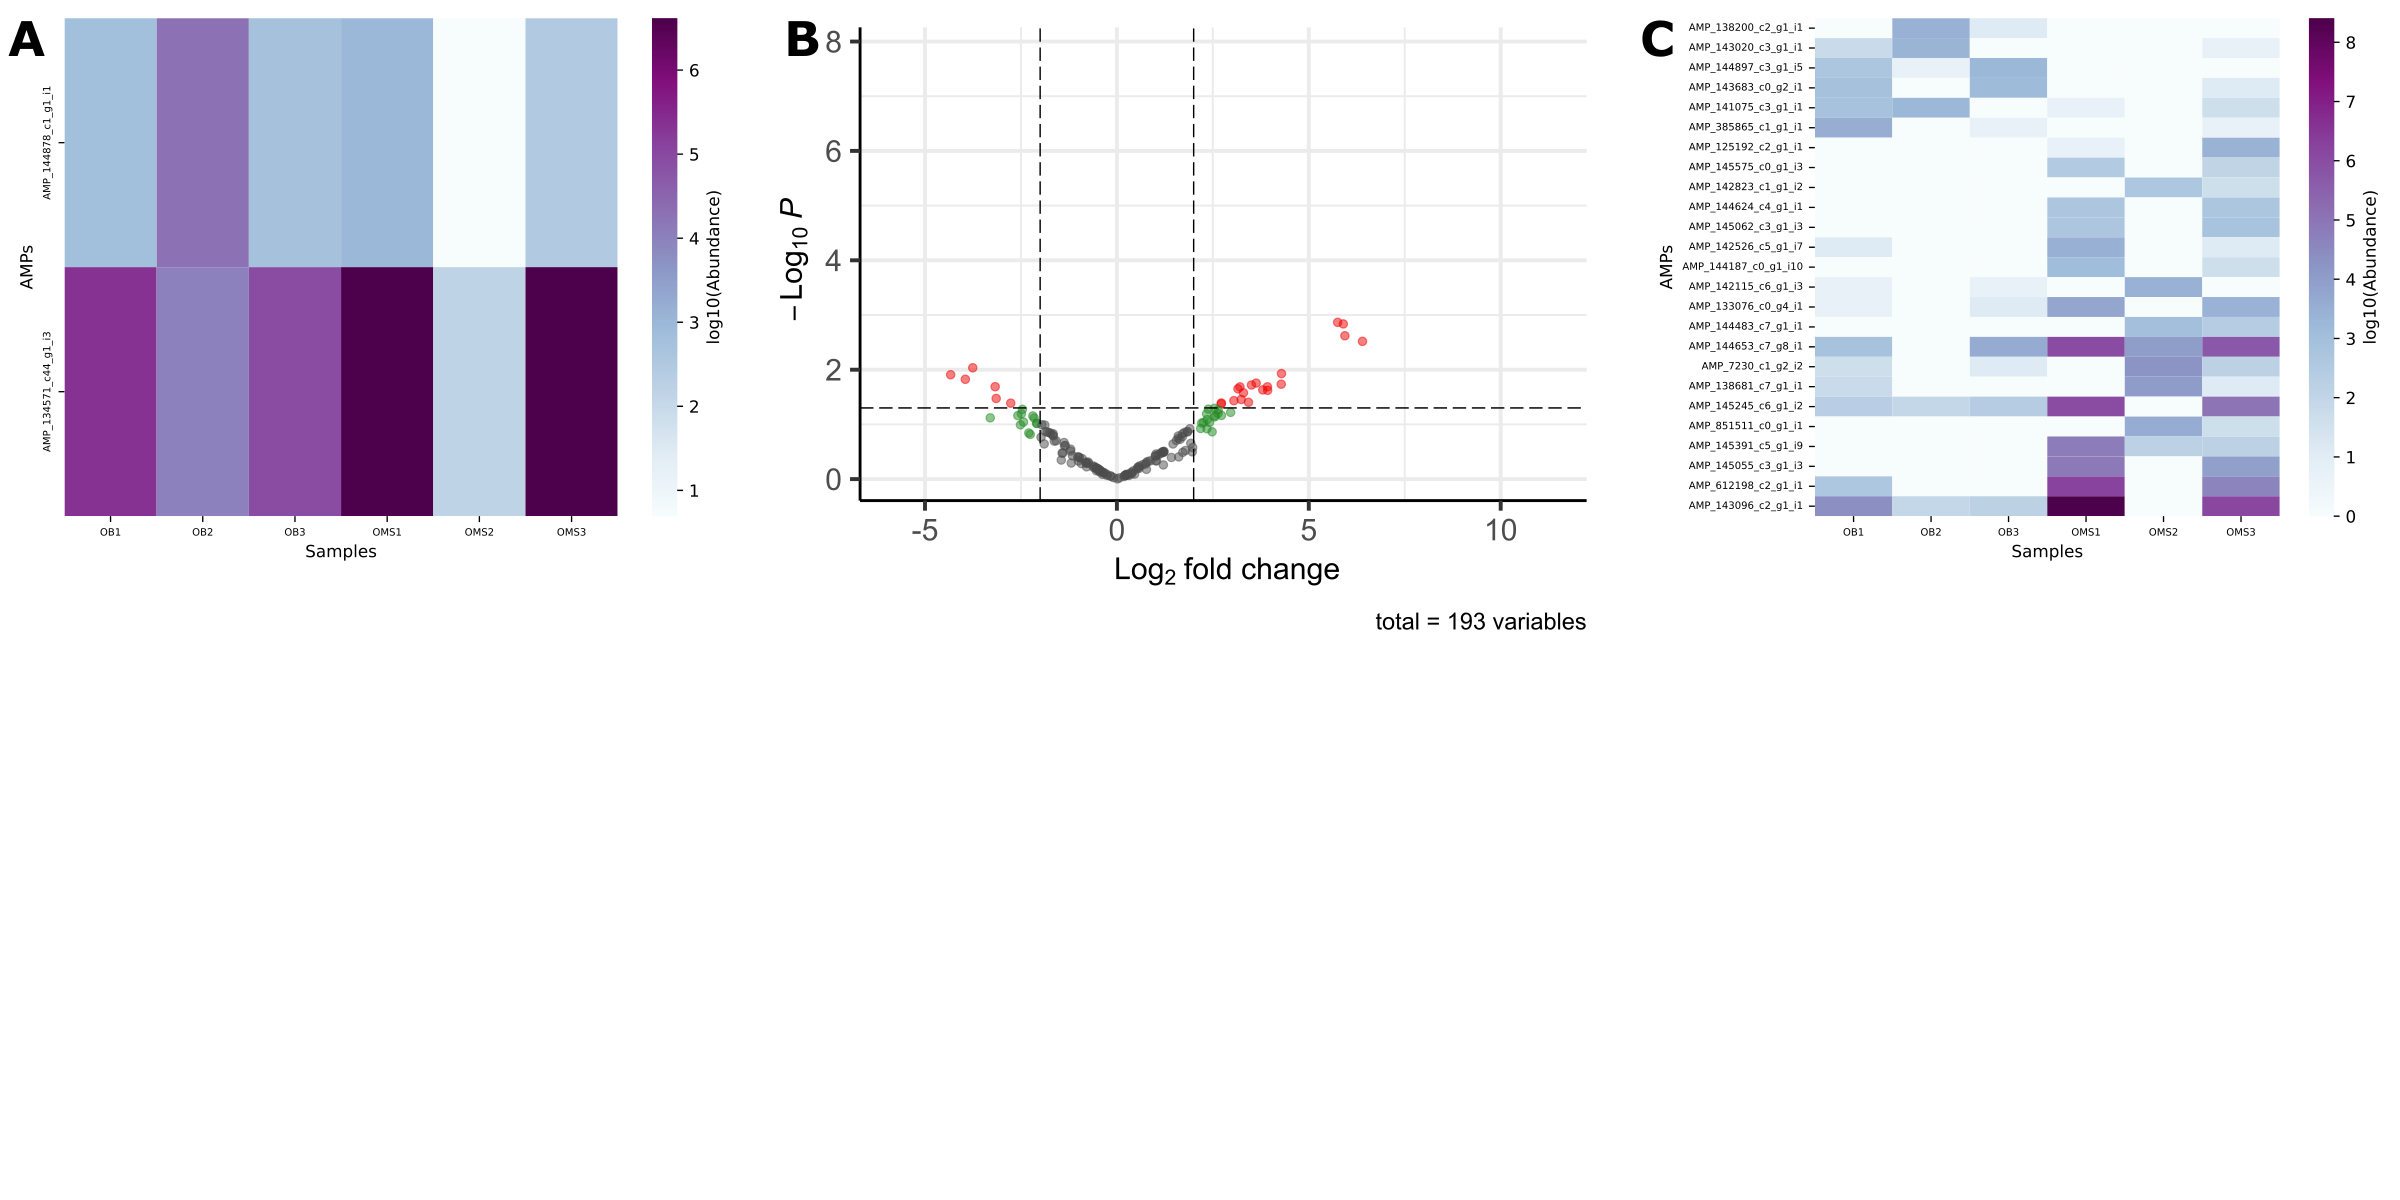 A
AMP_144878_c1_g1_i1
AMP_134571_c44_g1_i3
AMPs
OB1 OB2 OB3 OMS1 OMS2 OMS3
Samples
6
5
4
3
2
1
log10(Abundance)
B
8
6
4
2
0
−Log10 P
-5 0 5 10
Log2 fold change
total = 193 variables
C
AMP_138200_c2_g1_i1
AMP_143020_c3_g1_i1
AMP_144897_c3_g1_i5
AMP_143683_c0_g2_i1
AMP_141075_c3_g1_i1
AMP_385865_c1_g1_i1
AMP_125192_c2_g1_i1
AMP_145575_c0_g1_i3
AMP_142823_c1_g1_i2
AMP_144624_c4_g1_i1
AMP_145062_c3_g1_i3
AMP_142526_c5_g1_i7
AMP_144187_c0_g1_i10
AMP_142115_c6_g1_i3
AMP_133076_c0_g4_i1
AMP_144483_c7_g1_i1
AMP_144653_c7_g8_i1
AMP_7230_c1_g2_i2
AMP_138681_c7_g1_i1
AMP_145245_c6_g1_i2
AMP_851511_c0_g1_i1
AMP_145391_c5_g1_i9
AMP_145055_c3_g1_i3
AMP_612198_c2_g1_i1
AMP_143096_c2_g1_i1
AMPs
OB1 OB2 OB3 OMS1 OMS2 OMS3
Samples
8
7
6
5
4
3
2
1
0
log10(Abundance)